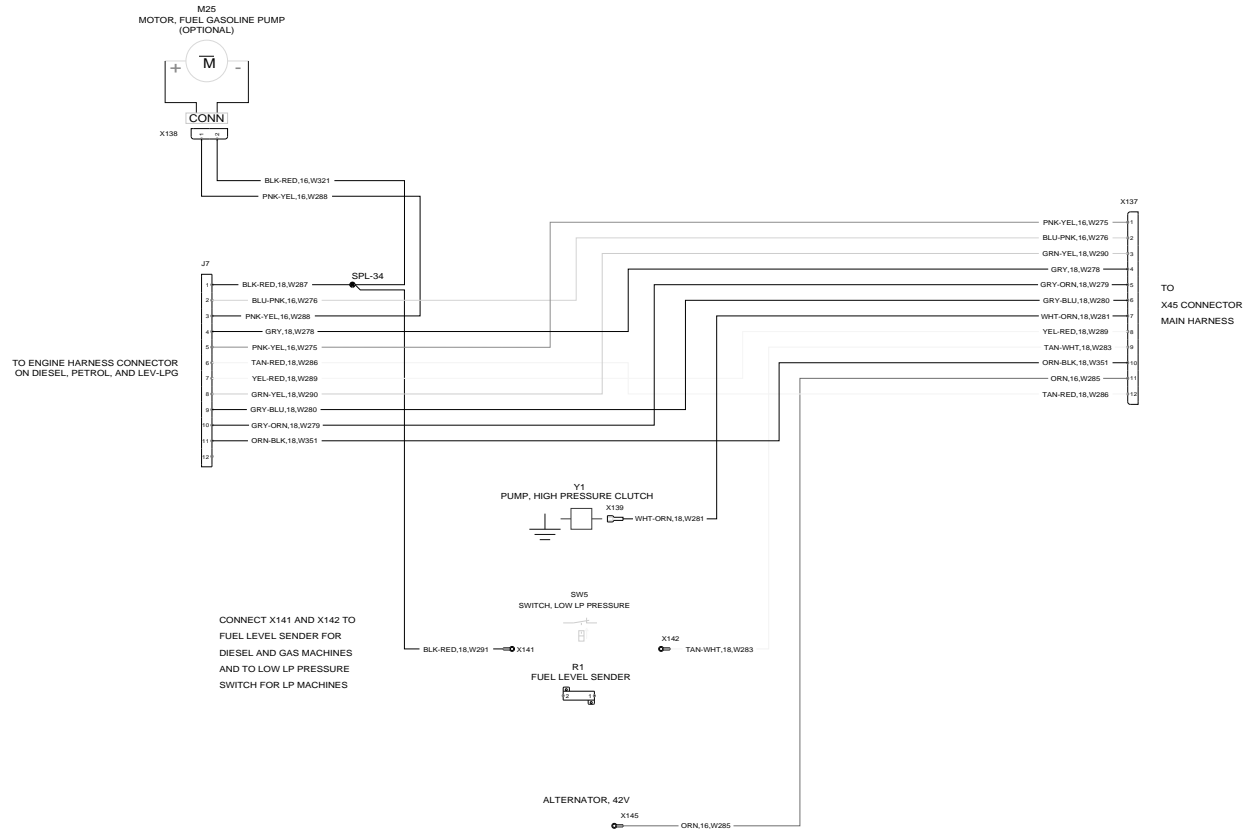 M25
MOTOR, FUEL GASOLINE PUMP
(OPTIONAL)
M
+ -
CONN
X138
1 2
BLK-RED,16,W321
PNK-YEL,16,W288
J7
1 BLK-RED,18,W287
SPL-34
2 BLU-PNK,16,W276
3 PNK-YEL,16,W288
4 GRY,18,W278
5 PNK-YEL,16,W275
6 TAN-RED,18,W286
7 YEL-RED,18,W289
8 GRN-YEL,18,W290
9 GRY-BLU,18,W280
10 GRY-ORN,18,W279
11 ORN-BLK,18,W351
12
TO ENGINE HARNESS CONNECTOR
ON DIESEL, PETROL, AND LEV-LPG
X137
PNK-YEL,16,W275 1
BLU-PNK,16,W276 2
GRN-YEL,18,W290 3
GRY,18,W278 4
GRY-ORN,18,W279 5
GRY-BLU,18,W280 6
WHT-ORN,18,W281 7
YEL-RED,18,W289 8
TAN-WHT,18,W283 9
ORN-BLK,18,W351 10
ORN,16,W285 11
TAN-RED,18,W286 12
TO
X45 CONNECTOR
MAIN HARNESS
Y1
PUMP, HIGH PRESSURE CLUTCH
X139
WHT-ORN,18,W281
SW5
SWITCH, LOW LP PRESSURE
CONNECT X141 AND X142 TO
FUEL LEVEL SENDER FOR
DIESEL AND GAS MACHINES
AND TO LOW LP PRESSURE
SWITCH FOR LP MACHINES
BLK-RED,18,W291
X141
X142
TAN-WHT,18,W283
R1
FUEL LEVEL SENDER
2 1
ALTERNATOR, 42V
X145
ORN,16,W285